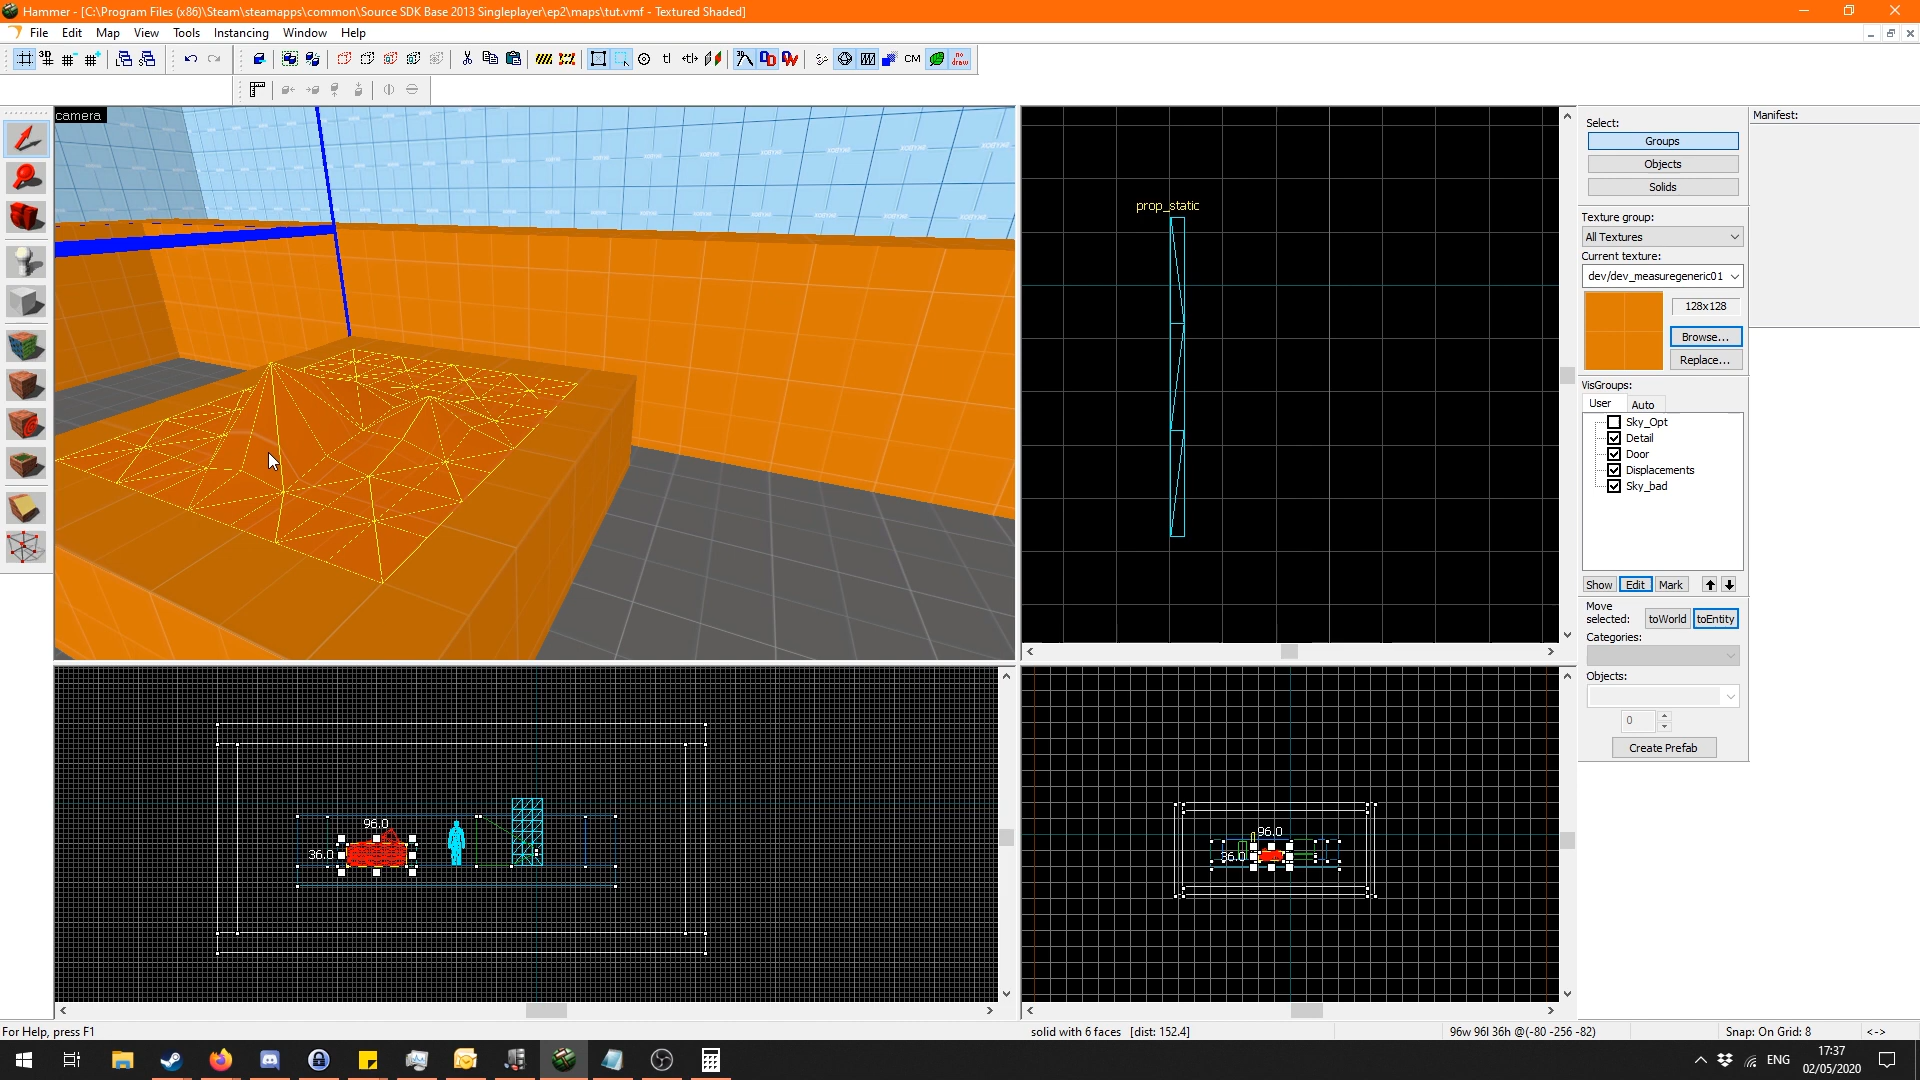 Hammer - [C:\Program Files (x86)\Steam\steamapps\common\Source SDK Base 2013 Singleplayer\ep2\maps\tut.vmf - Textured Shaded]
File Edit Map View Tools Instancing Window Help
CM
no draw
camera
prop_static
96.0
36.0
96.0
36.0
Select:
Groups
Objects
Solids
Texture group:
All Textures
Current texture:
dev/dev_measuregeneric01
128x128
Browse...
Replace...
VisGroups:
User Auto
Sky_Opt
Detail
Door
Displacements
Sky_bad
Show Edit Mark
Move selected: toWorld toEntity
Categories:
Objects:
0
Create Prefab
Manifest:
For Help, press F1
solid with 6 faces [dist: 152.4]
96w 96l 36h @(-80 -256 -82)
Snap: On Grid: 8
<->
ENG
17:37
02/05/2020